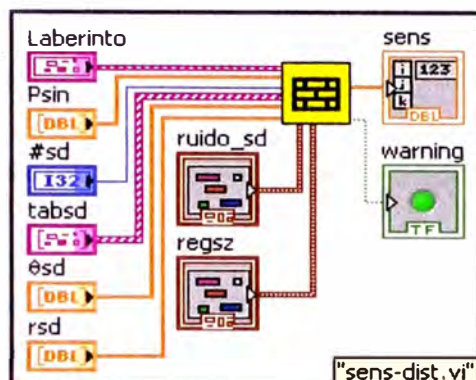 Laberinto
Psin
[DBL]
#sd
I32
tabsd
θsd
[DBL]
rsd
[DBL]
ruido_sd
regsz
sens
i
j
k
123
DBL
warning
TF
"sens-dist.vi"